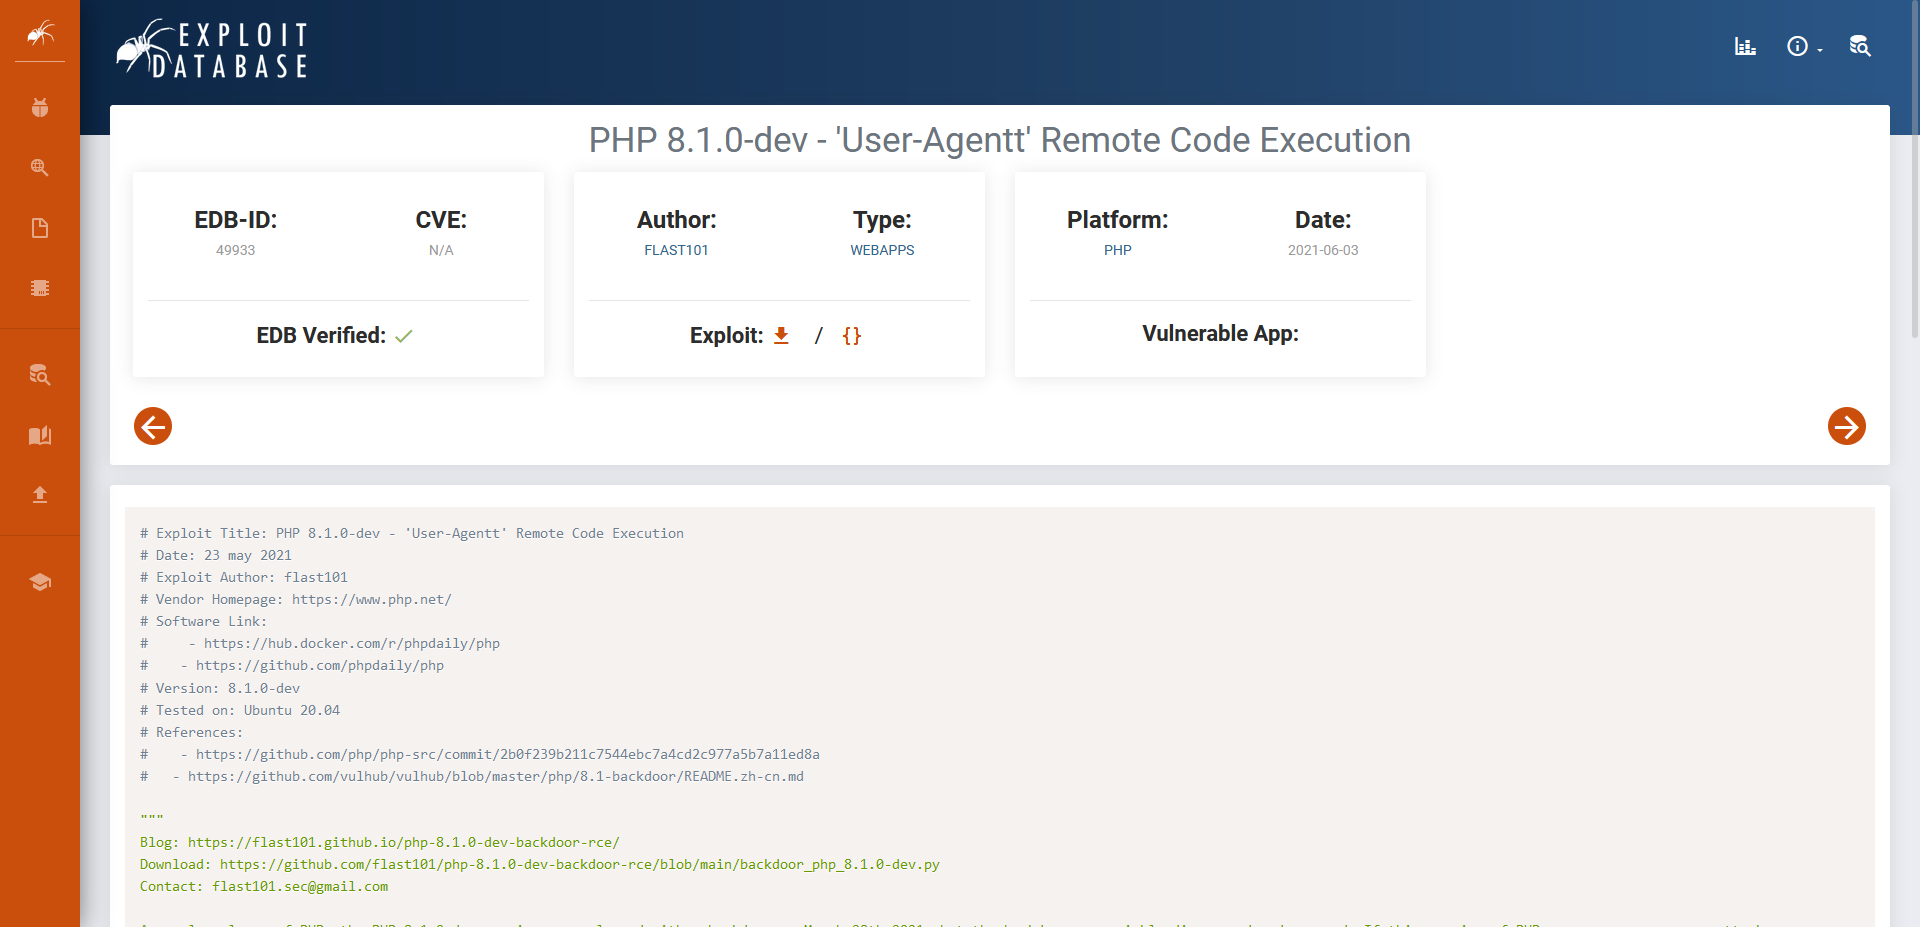 EXPLOIT
DATABASE
PHP 8.1.0-dev - 'User-Agentt' Remote Code Execution
EDB-ID:
49933
CVE:
N/A
EDB Verified:
Author:
FLAST101
Type:
WEBAPPS
Exploit: / {}
Platform:
PHP
Date:
2021-06-03
Vulnerable App:
# Exploit Title: PHP 8.1.0-dev - 'User-Agentt' Remote Code Execution
# Date: 23 may 2021
# Exploit Author: flast101
# Vendor Homepage: https://www.php.net/
# Software Link:
#     - https://hub.docker.com/r/phpdaily/php
#    - https://github.com/phpdaily/php
# Version: 8.1.0-dev
# Tested on: Ubuntu 20.04
# References:
#    - https://github.com/php/php-src/commit/2b0f239b211c7544ebc7a4cd2c977a5b7a11ed8a
#   - https://github.com/vulhub/vulhub/blob/master/php/8.1-backdoor/README.zh-cn.md
"""
Blog: https://flast101.github.io/php-8.1.0-dev-backdoor-rce/
Download: https://github.com/flast101/php-8.1.0-dev-backdoor-rce/blob/main/backdoor_php_8.1.0-dev.py
Contact: flast101.sec@gmail.com